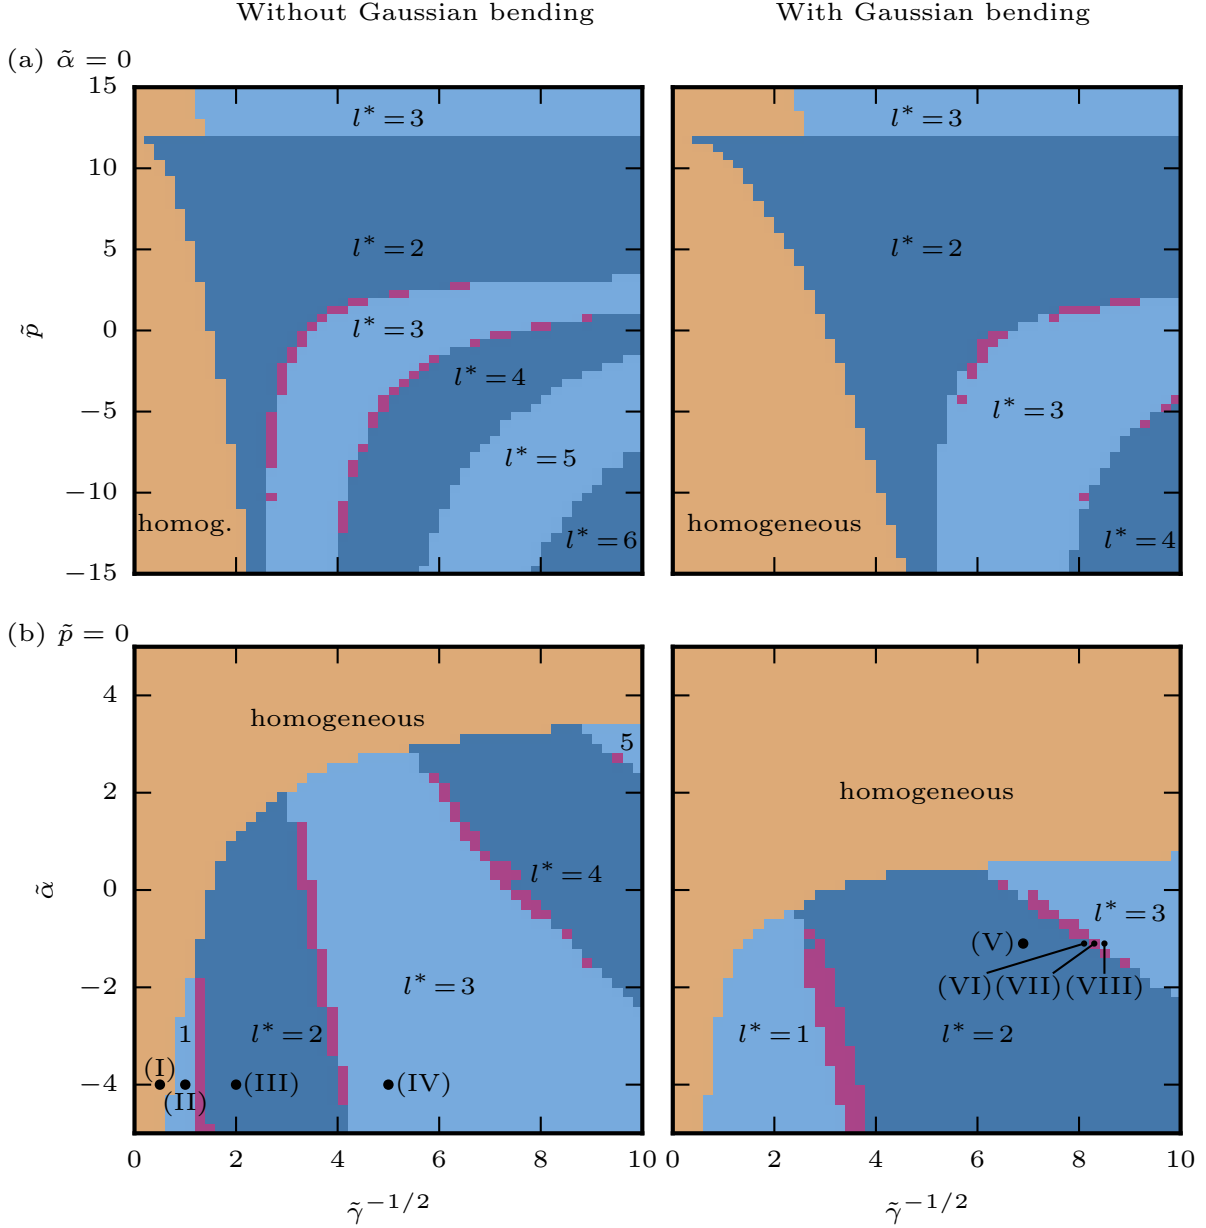 Without Gaussian bending
With Gaussian bending
(a) α̃ = 0
15
10
5
0
−5
−10
−15
p̃
l* = 3
l* = 2
l* = 3
l* = 4
l* = 5
l* = 6
homog.
l* = 3
l* = 2
l* = 3
l* = 4
homogeneous
(b) p̃ = 0
4
2
0
−2
−4
α̃
homogeneous
5
l* = 4
l* = 3
1
l* = 2
(I)
(II)
(III)
(IV)
0 2 4 6 8 10
γ̃^{−1/2}
homogeneous
l* = 3
(V)
(VI)(VII)(VIII)
l* = 1
l* = 2
0 2 4 6 8 10
γ̃^{−1/2}